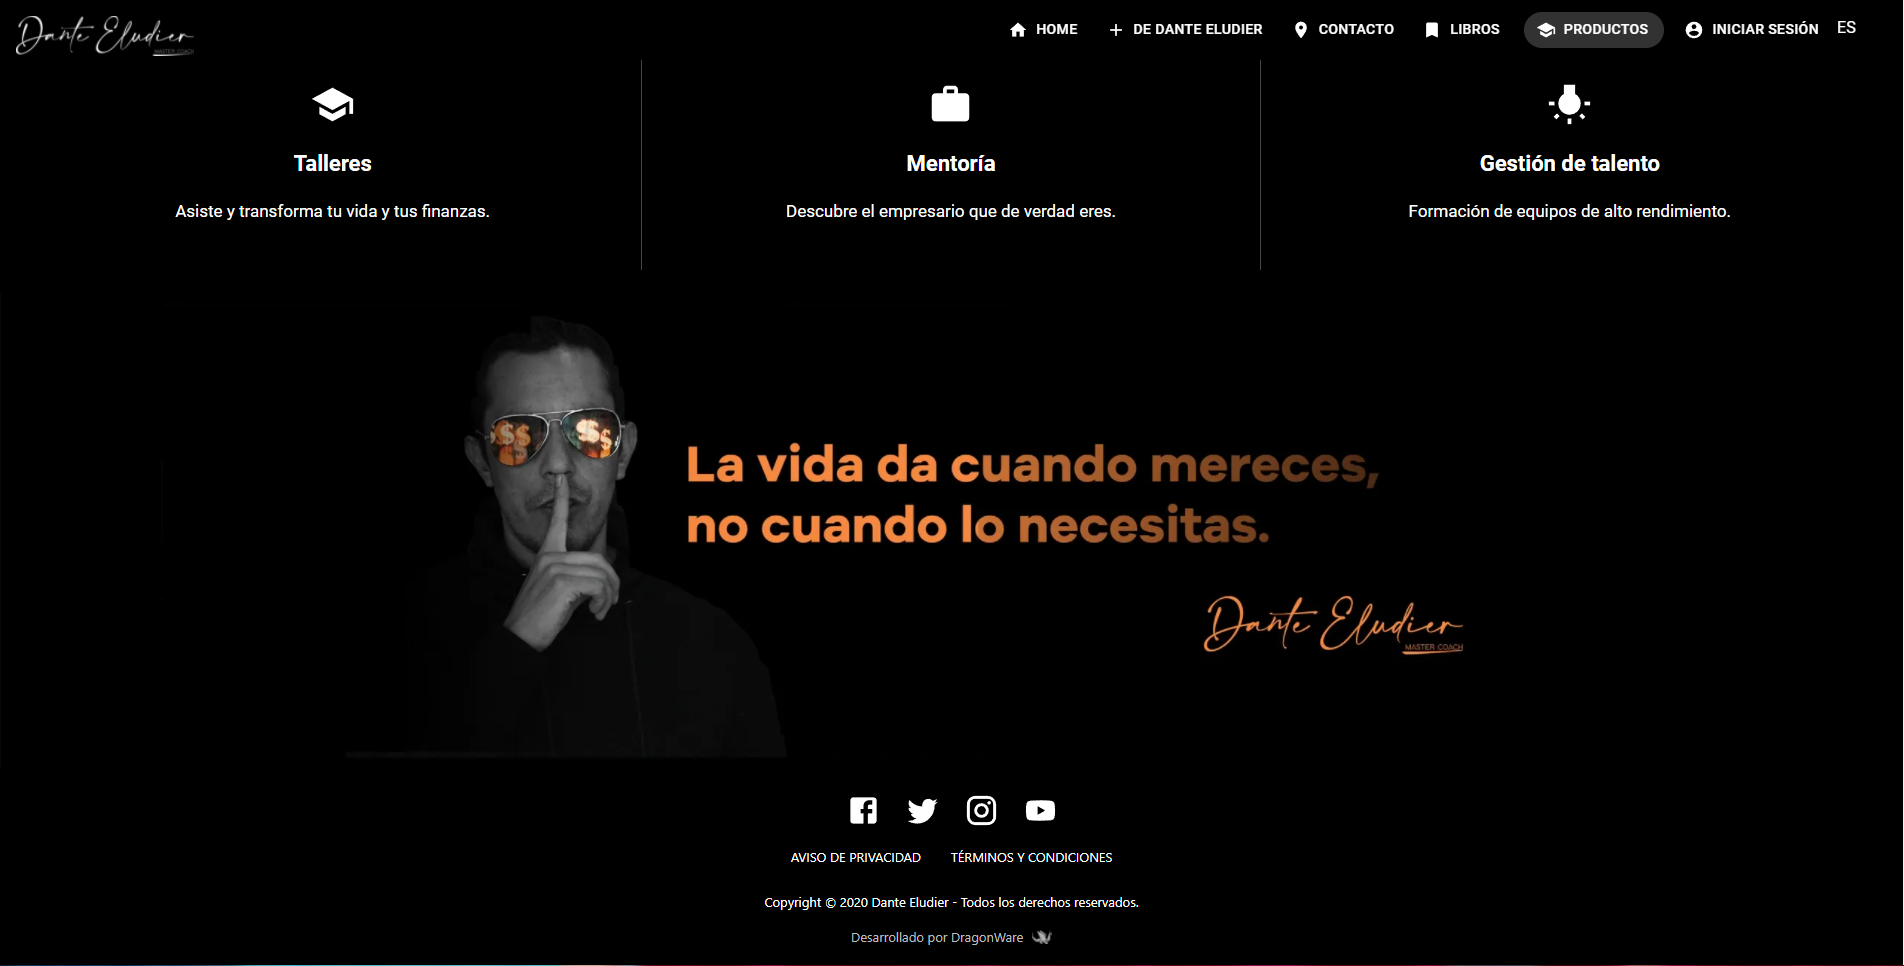 Dante Eludier
MASTER COACH
HOME
DE DANTE ELUDIER
CONTACTO
LIBROS
PRODUCTOS
INICIAR SESIÓN
ES
Talleres
Asiste y transforma tu vida y tus finanzas.
Mentoría
Descubre el empresario que de verdad eres.
Gestión de talento
Formación de equipos de alto rendimiento.
$$ $$
La vida da cuando mereces,
no cuando lo necesitas.
Dante Eludier
MASTER COACH
AVISO DE PRIVACIDAD
TÉRMINOS Y CONDICIONES
Copyright © 2020 Dante Eludier - Todos los derechos reservados.
Desarrollado por DragonWare